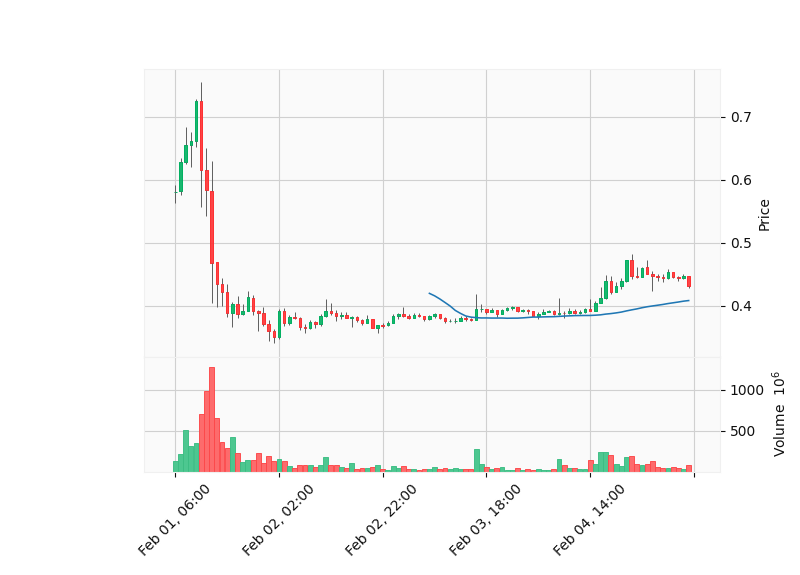 0.7
0.6
0.5
0.4
Price
1000
500
Volume 10^6
Feb 01, 06:00
Feb 02, 02:00
Feb 02, 22:00
Feb 03, 18:00
Feb 04, 14:00